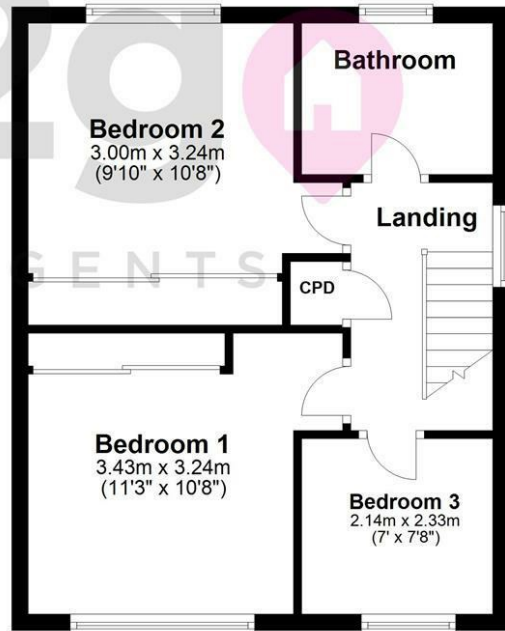 2g
Bathroom
Bedroom 2
3.00m x 3.24m
(9'10" x 10'8")
Landing
GENTS
CPD
Bedroom 1
3.43m x 3.24m
(11'3" x 10'8")
Bedroom 3
2.14m x 2.33m
(7' x 7'8")